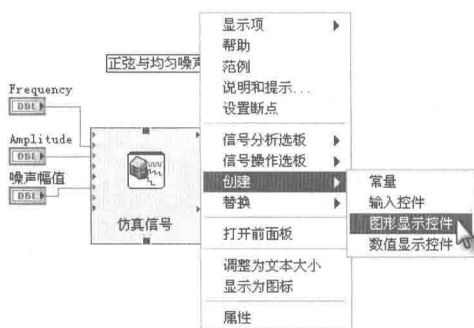 正弦与均匀噪声
Frequency
DBL
Amplitude
DBL
噪声幅值
DBL
仿真信号
显示项
帮助
范例
说明和提示...
设置断点
信号分析选板
信号操作选板
创建
替换
打开前面板
调整为文本大小
显示为图标
属性
常量
输入控件
图形显示控件
数值显示控件